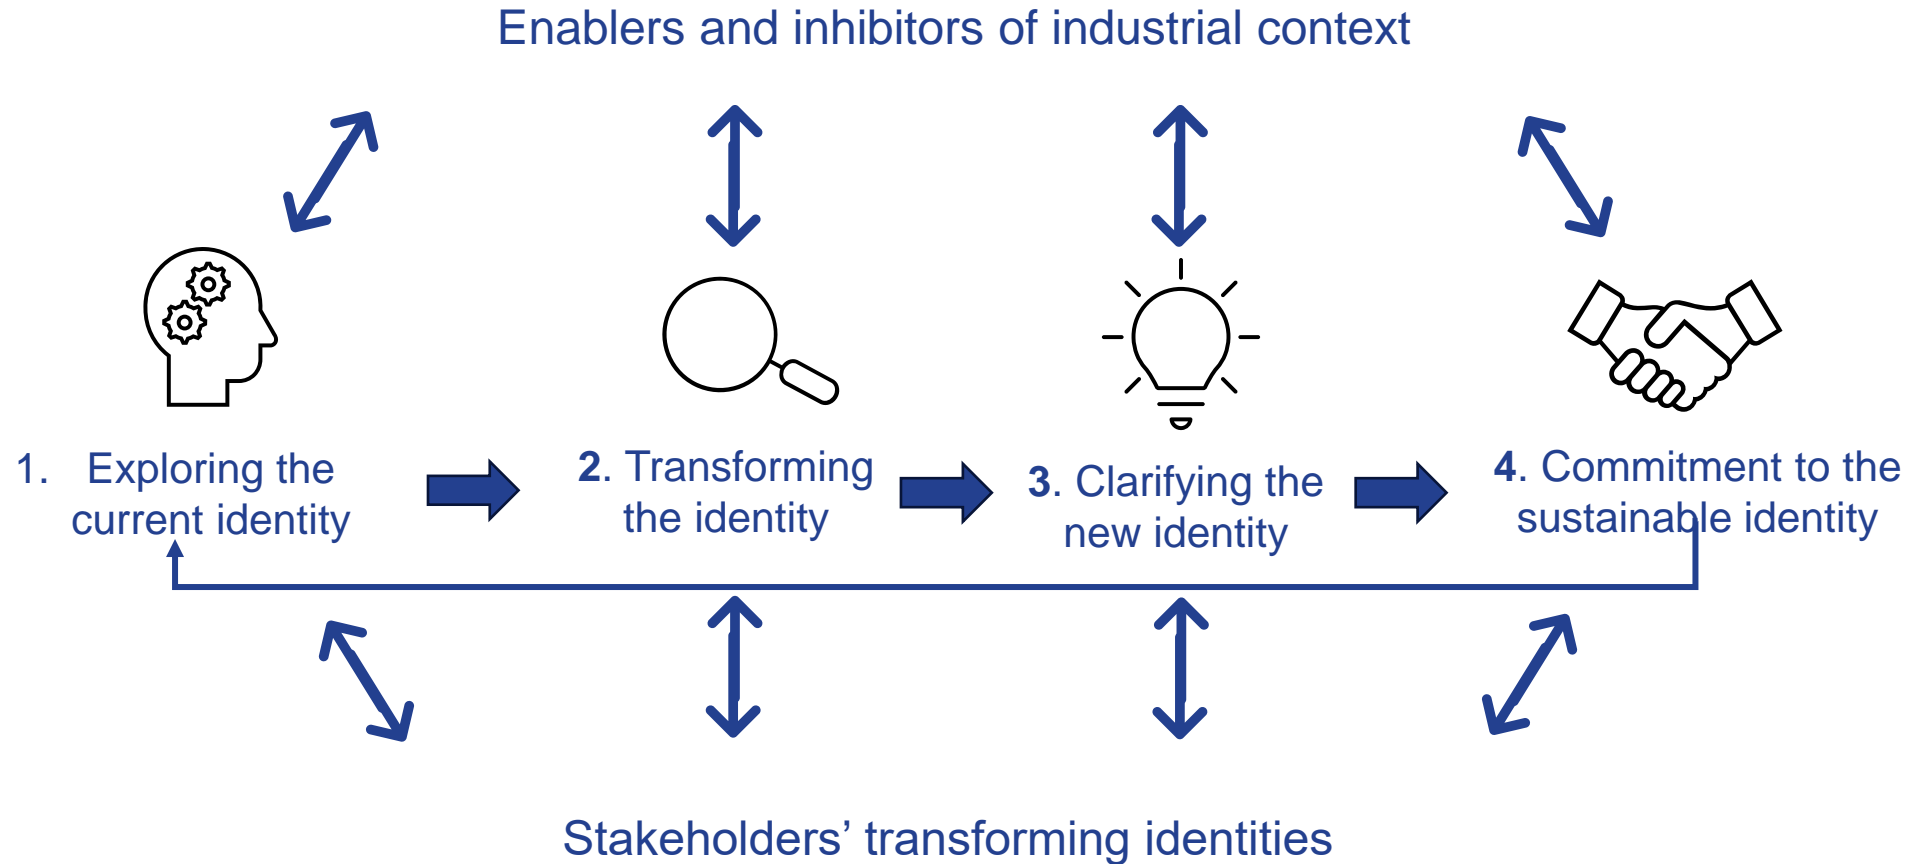 Enablers and inhibitors of industrial context
1. Exploring the
current identity
2. Transforming
the identity
3. Clarifying the
new identity
4. Commitment to the
sustainable identity
Stakeholders’ transforming identities